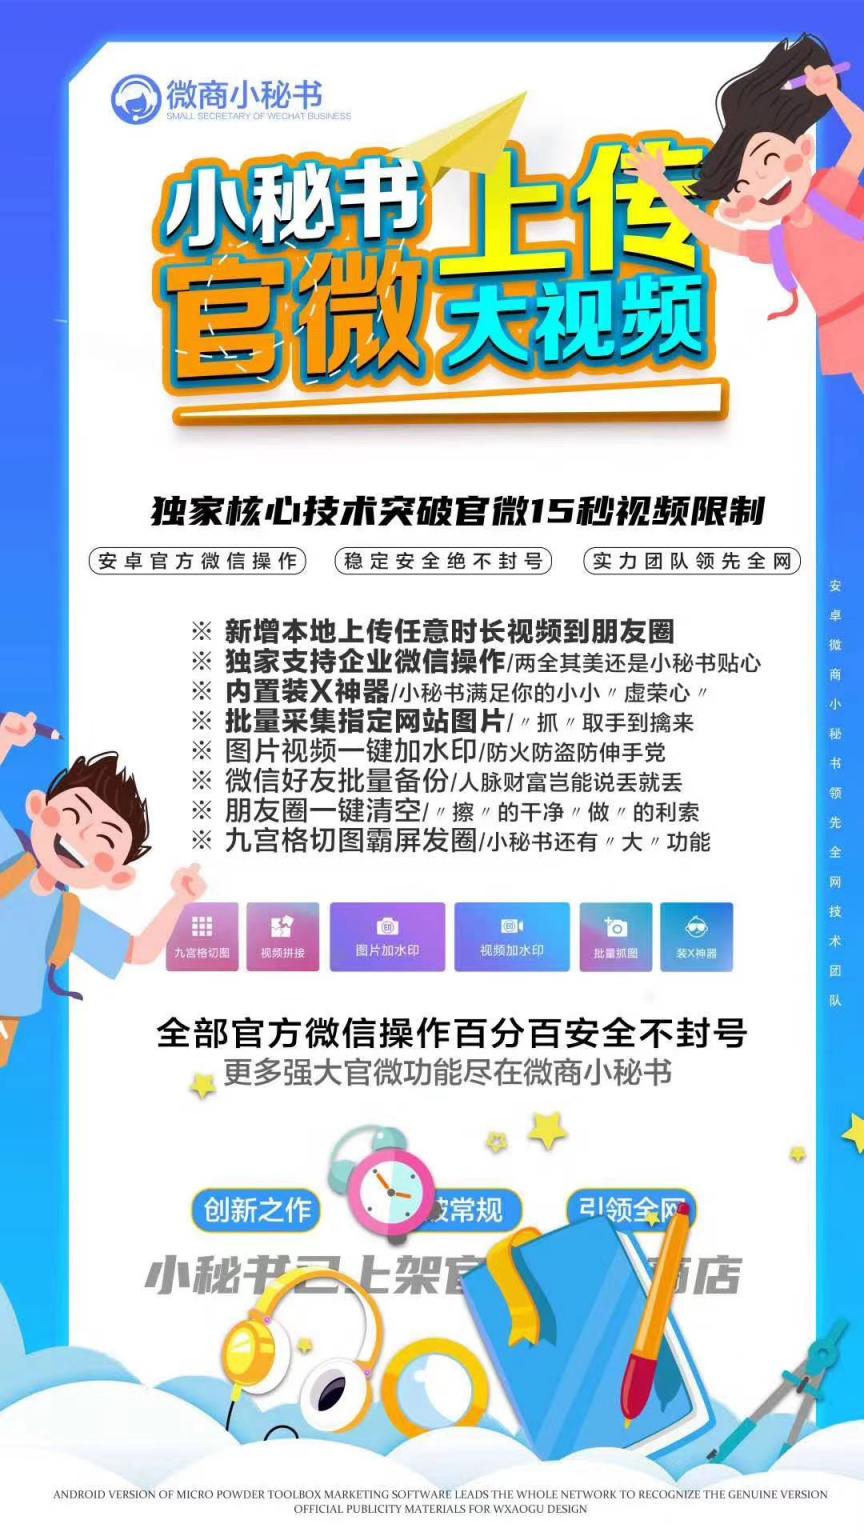 微商小秘书
SMALL SECRETARY OF WECHAT BUSINESS
小秘书
上传
官微
大视频
独家核心技术突破官微15秒视频限制
安卓官方微信操作
稳定安全绝不封号
实力团队领先全网
※ 新增本地上传任意时长视频到朋友圈
※ 独家支持企业微信操作/两全其美还是小秘书贴心
※ 内置装X神器/小秘书满足你的小小〃虚荣心〃
※ 批量采集指定网站图片/〃抓〃取手到擒来
※ 图片视频一键加水印/防火防盗防伸手党
※ 微信好友批量备份/人脉财富岂能说丢就丢
※ 朋友圈一键清空/〃擦〃的干净〃做〃的利索
※ 九宫格切图霸屏发圈/小秘书还有〃大〃功能
安卓微商小秘书领先全网技术团队
九宫格切图
视频拼接
印
图片加水印
印
视频加水印
批量抓图
装X神器
全部官方微信操作百分百安全不封号
更多强大官微功能尽在微商小秘书
创新之作
破常规
引领全网
小秘书已上架官 商店
ANDROID VERSION OF MICRO POWDER TOOLBOX MARKETING SOFTWARE LEADS THE WHOLE NETWORK TO RECOGNIZE THE GENUINE VERSION
OFFICIAL PUBLICITY MATERIALS FOR WXAOGU DESIGN